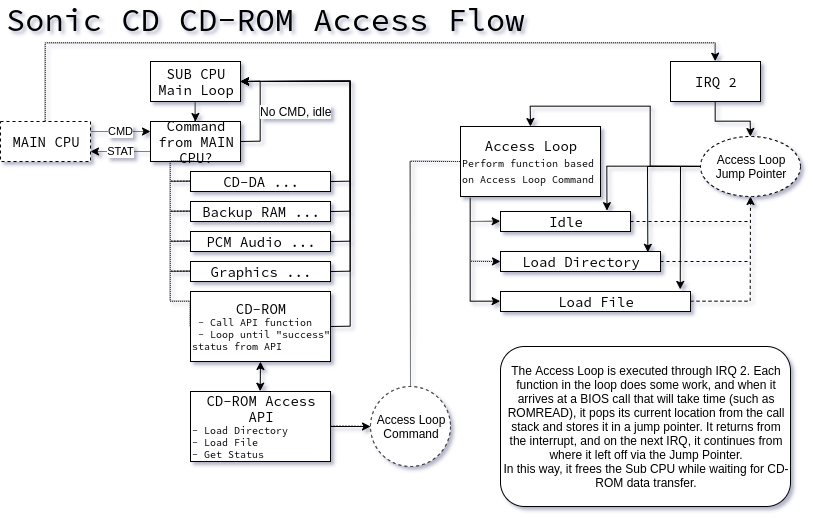 Sonic CD CD-ROM Access Flow
SUB CPU
Main Loop
IRQ 2
No CMD, idle
MAIN CPU
CMD
STAT
Command
from MAIN
CPU?
Access Loop
Perform function based
on Access Loop Command
Access Loop
Jump Pointer
CD-DA ...
Backup RAM ...
PCM Audio ...
Graphics ...
Idle
Load Directory
Load File
CD-ROM
- Call API function
- Loop until "success"
status from API
CD-ROM Access
API
- Load Directory
- Load File
- Get Status
Access Loop
Command
The Access Loop is executed through IRQ 2. Each
function in the loop does some work, and when it
arrives at a BIOS call that will take time (such as
ROMREAD), it pops its current location from the call
stack and stores it in a jump pointer. It returns from
the interrupt, and on the next IRQ, it continues from
where it left off via the Jump Pointer.
In this way, it frees the Sub CPU while waiting for CD-
ROM data transfer.